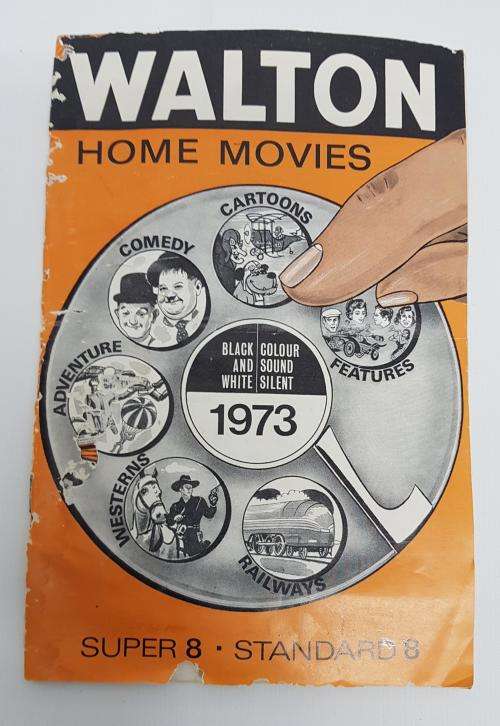 WALTON
HOME MOVIES
CARTOONS
COMEDY
FEATURES
ADVENTURE
BLACK AND WHITE
COLOUR SOUND SILENT
1973
WESTERNS
RAILWAYS
SUPER 8 · STANDARD 8